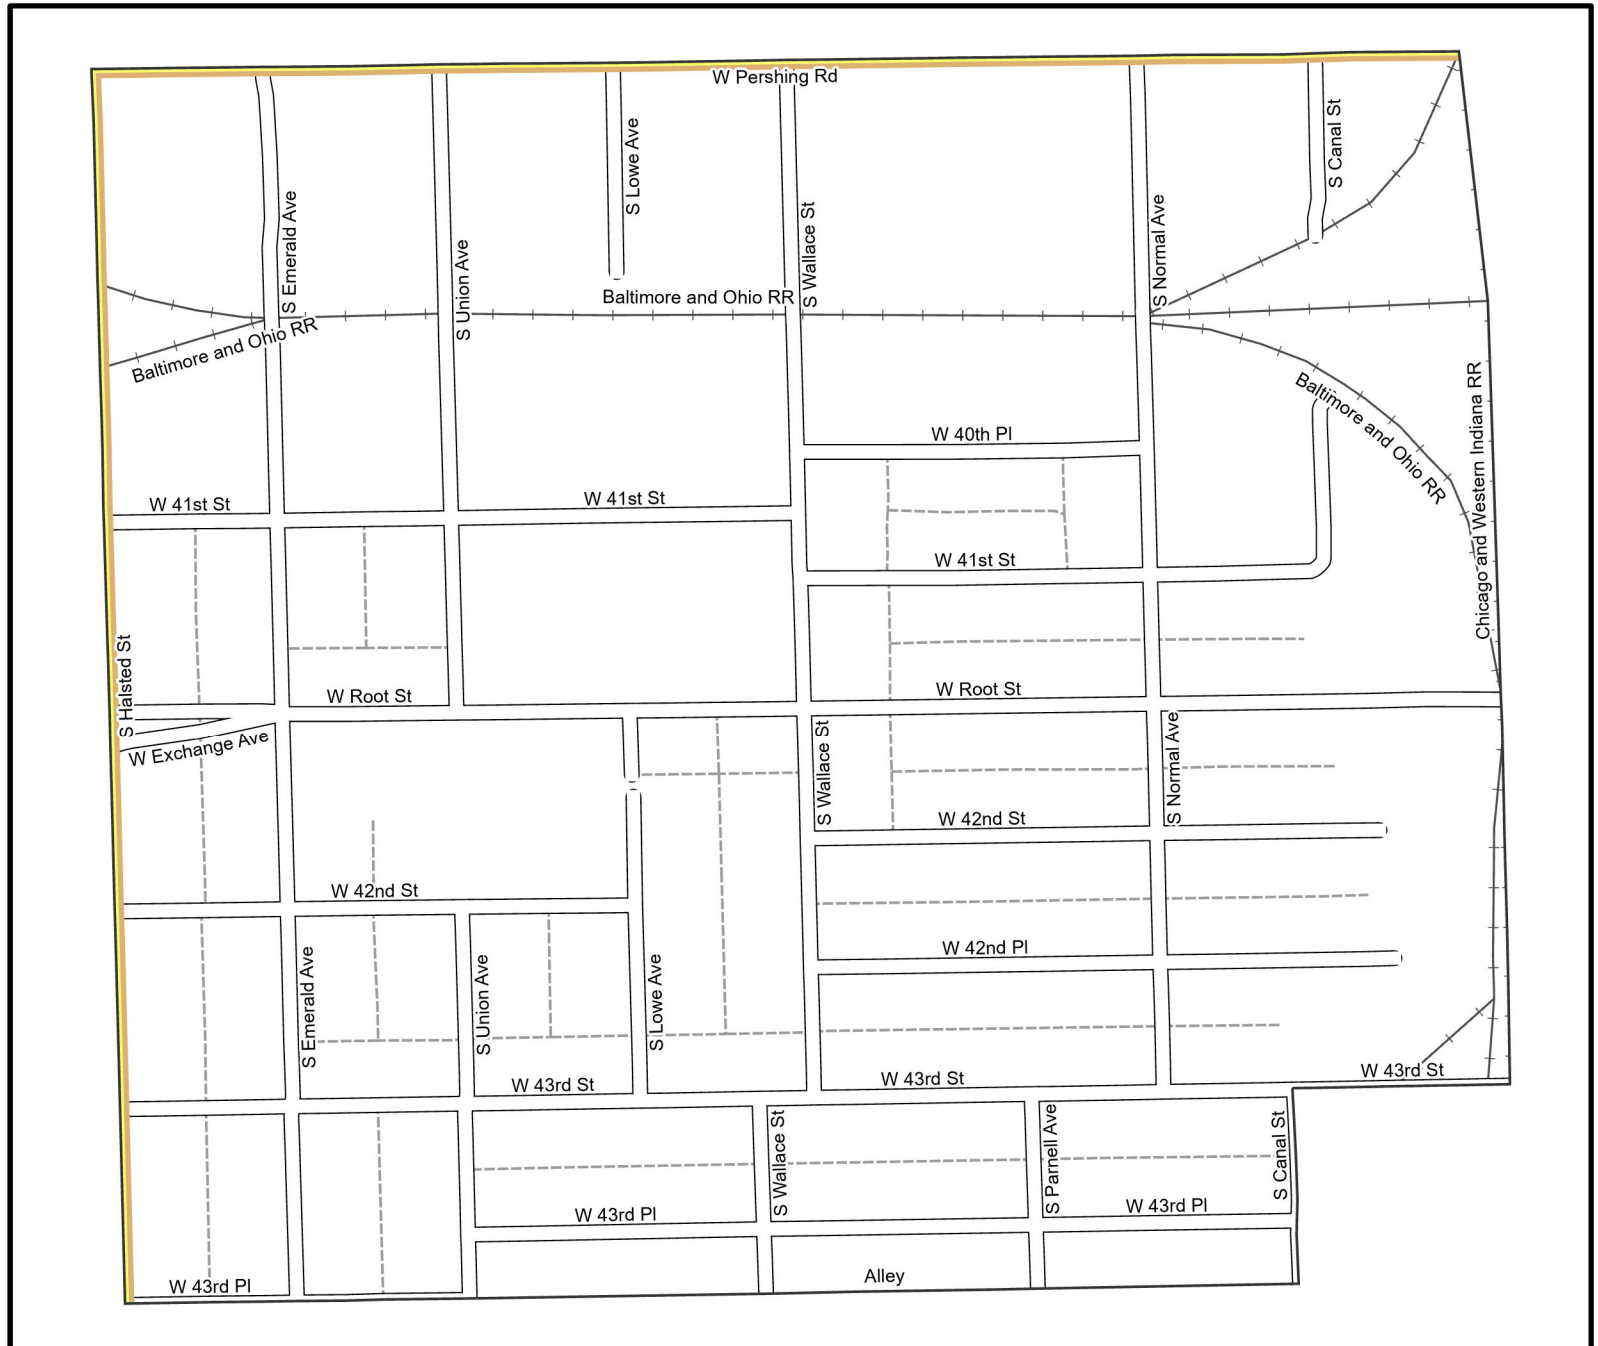 W Pershing Rd
S Canal St
S Lowe Ave
S Emerald Ave
S Union Ave
S Wallace St
S Normal Ave
Baltimore and Ohio RR
Baltimore and Ohio RR
Baltimore and Ohio RR
Chicago and Western Indiana RR
W 40th Pl
W 41st St
W 41st St
W 41st St
S Halsted St
W Root St
W Root St
W Exchange Ave
S Wallace St
S Normal Ave
W 42nd St
W 42nd St
W 42nd Pl
S Emerald Ave
S Union Ave
S Lowe Ave
W 43rd St
W 43rd St
W 43rd St
S Wallace St
S Parnell Ave
S Canal St
W 43rd Pl
W 43rd Pl
W 43rd Pl
Alley